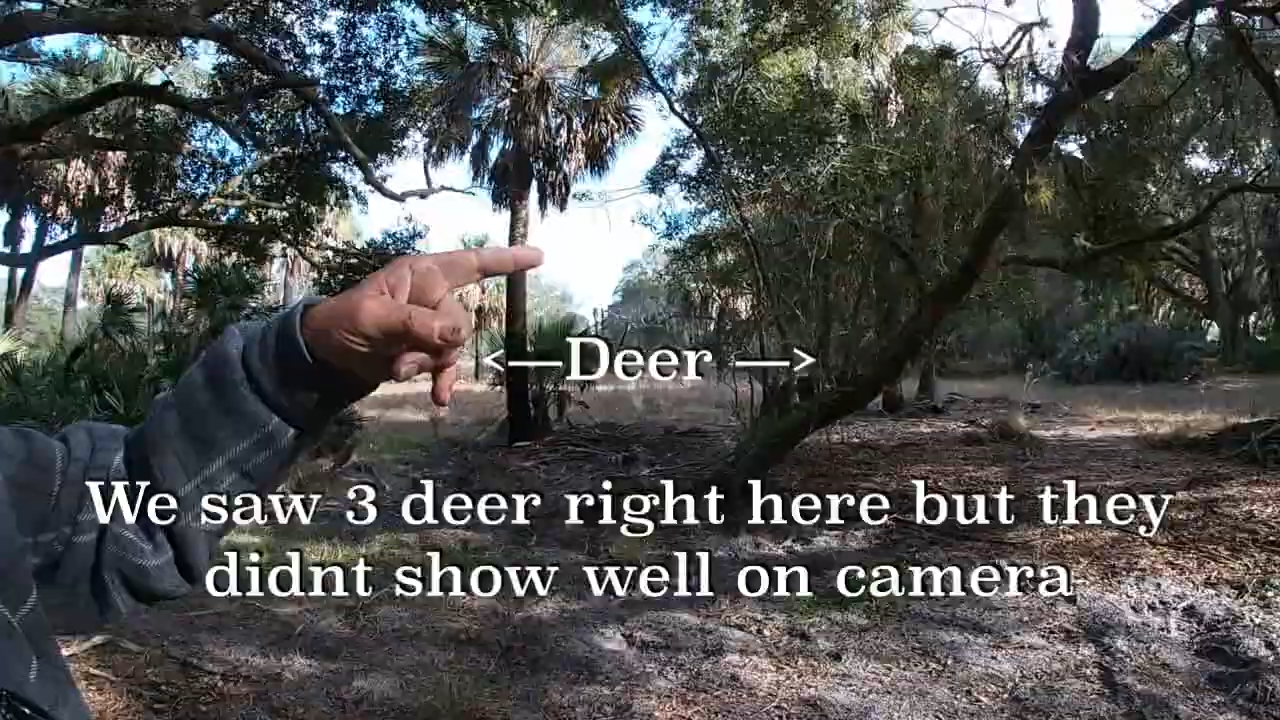 <—Deer —>
We saw 3 deer right here but they
didnt show well on camera